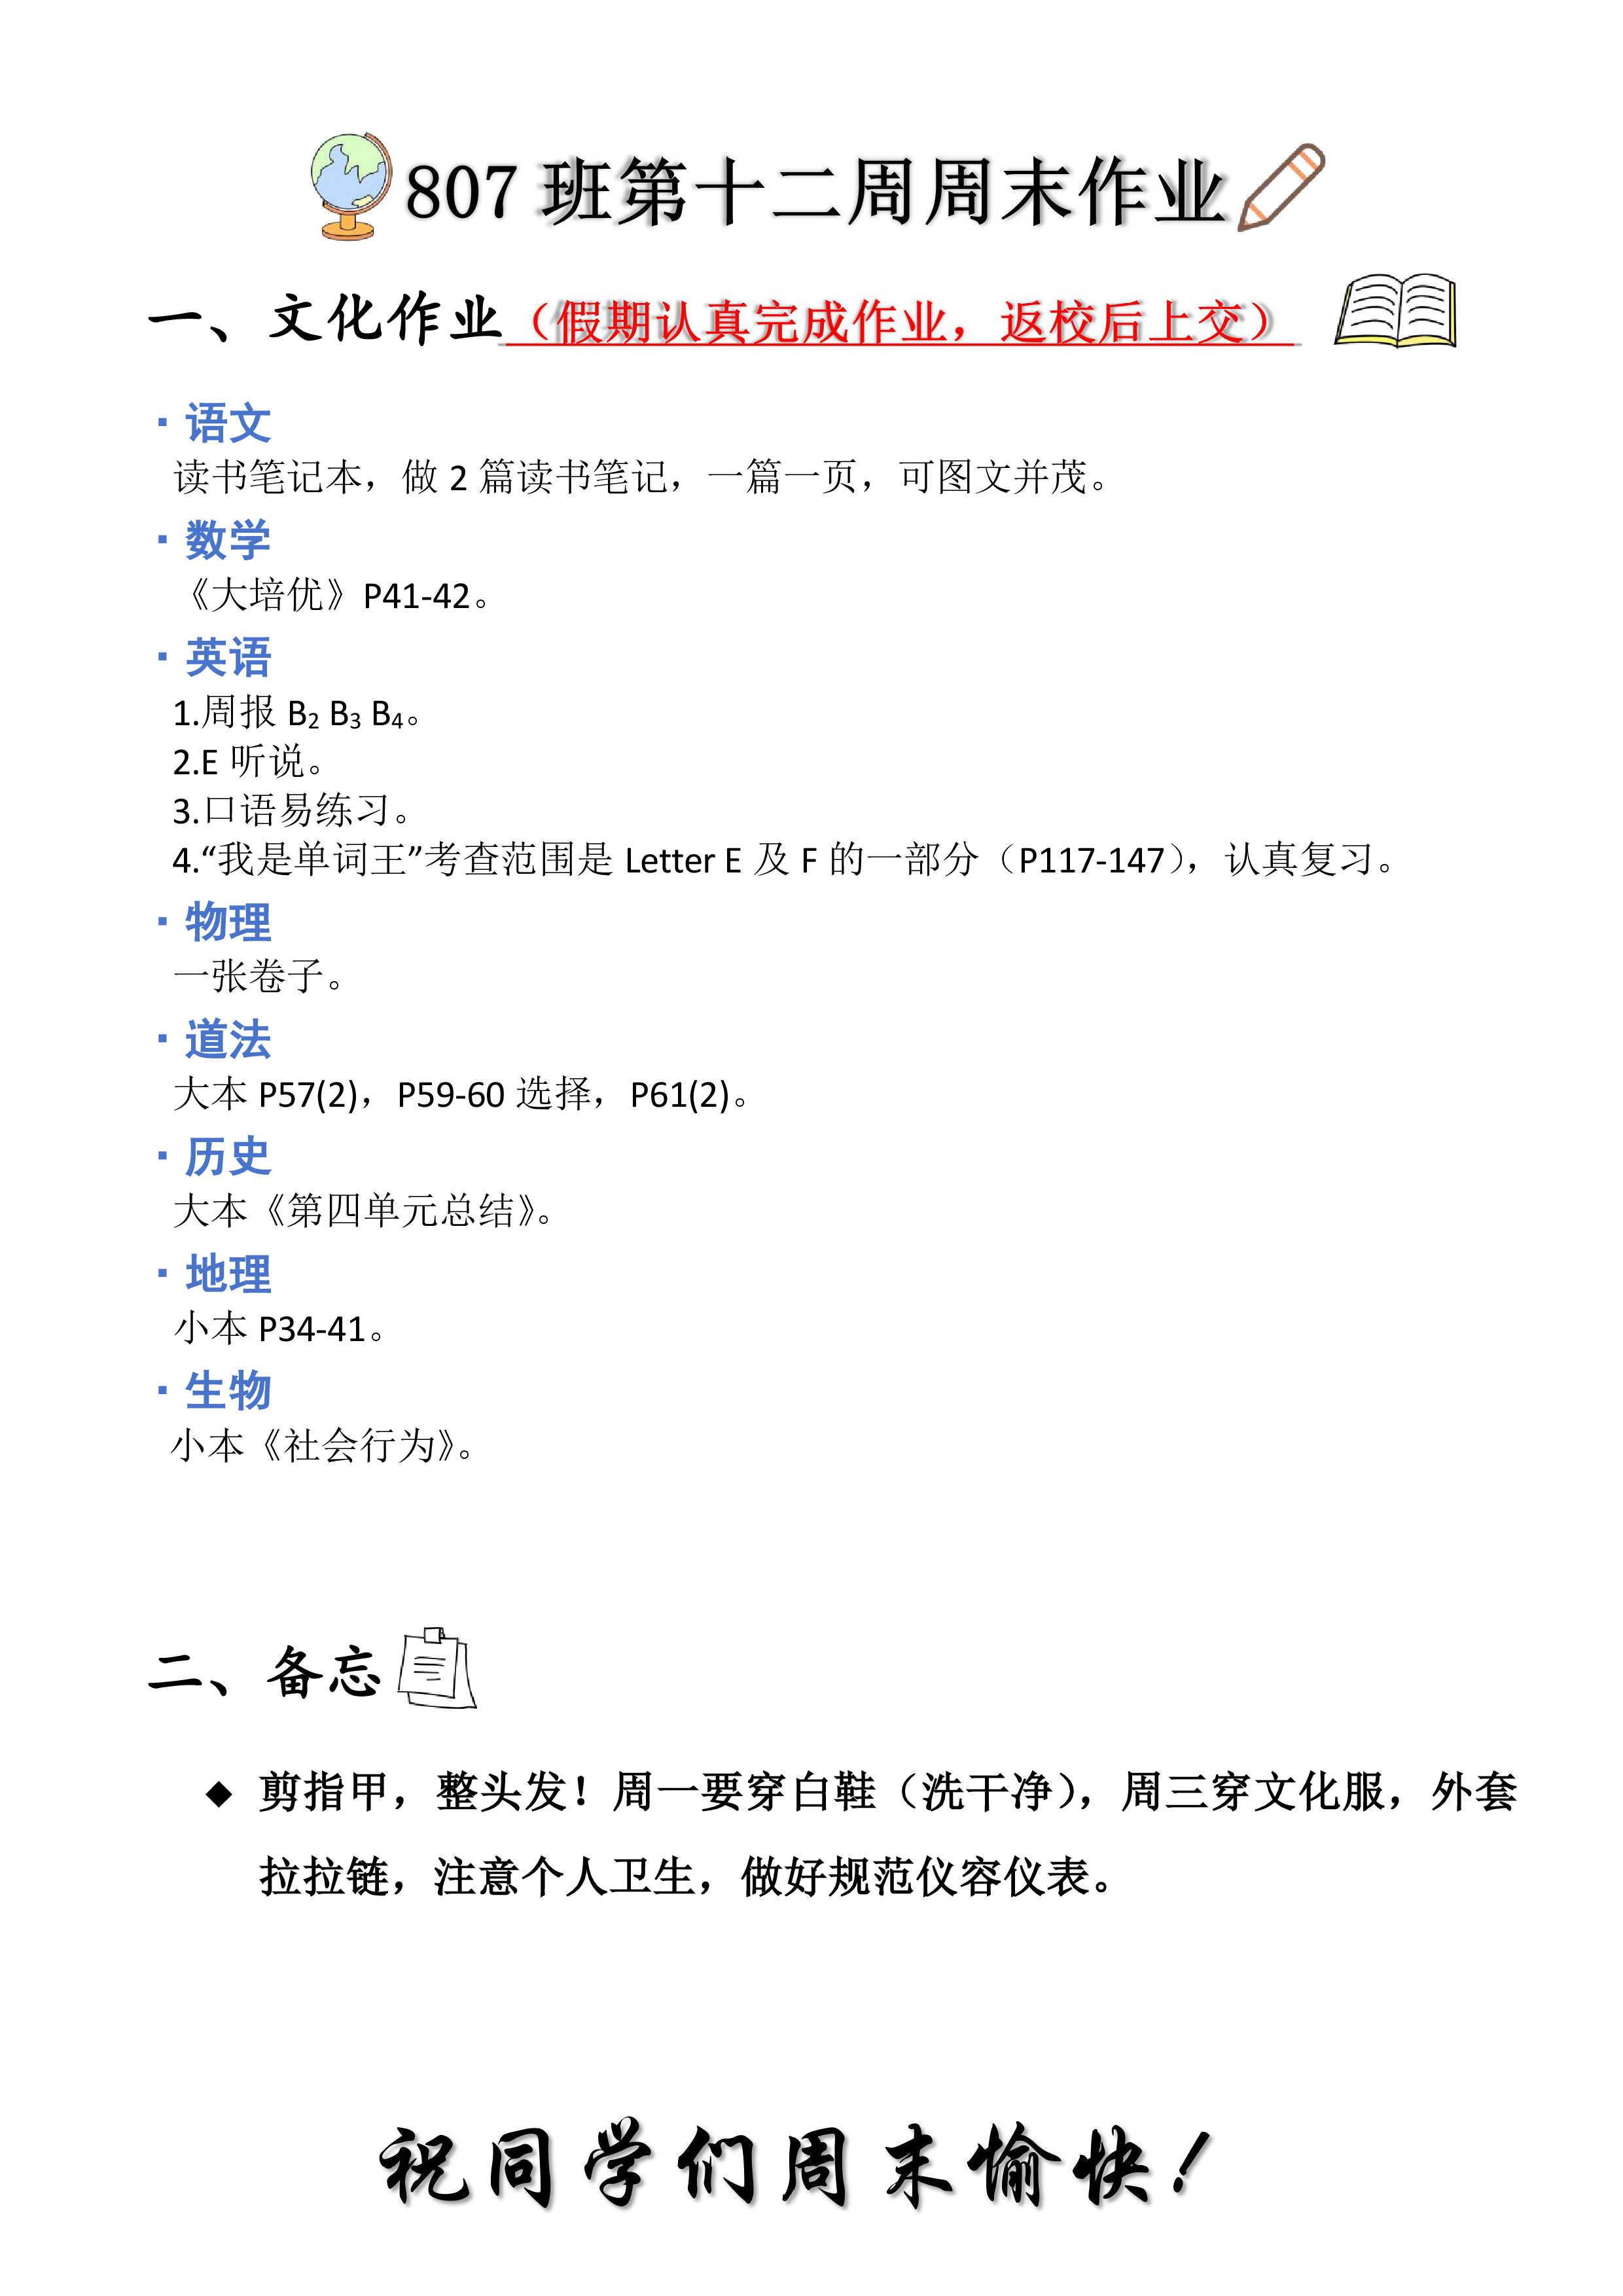 807 班第十二周周末作业
一、文化作业（假期认真完成作业，返校后上交）
· 语文
读书笔记本，做 2 篇读书笔记，一篇一页，可图文并茂。
· 数学
《大培优》P41-42。
· 英语
1.周报 B₂ B₃ B₄。
2.E 听说。
3.口语易练习。
4.“我是单词王”考查范围是 Letter E 及 F 的一部分（P117-147），认真复习。
· 物理
一张卷子。
· 道法
大本 P57(2)，P59-60 选择，P61(2)。
· 历史
大本《第四单元总结》。
· 地理
小本 P34-41。
· 生物
小本《社会行为》。
二、备忘
◆ 剪指甲，整头发！周一要穿白鞋（洗干净），周三穿文化服，外套
拉拉链，注意个人卫生，做好规范仪容仪表。
祝同学们周末愉快！